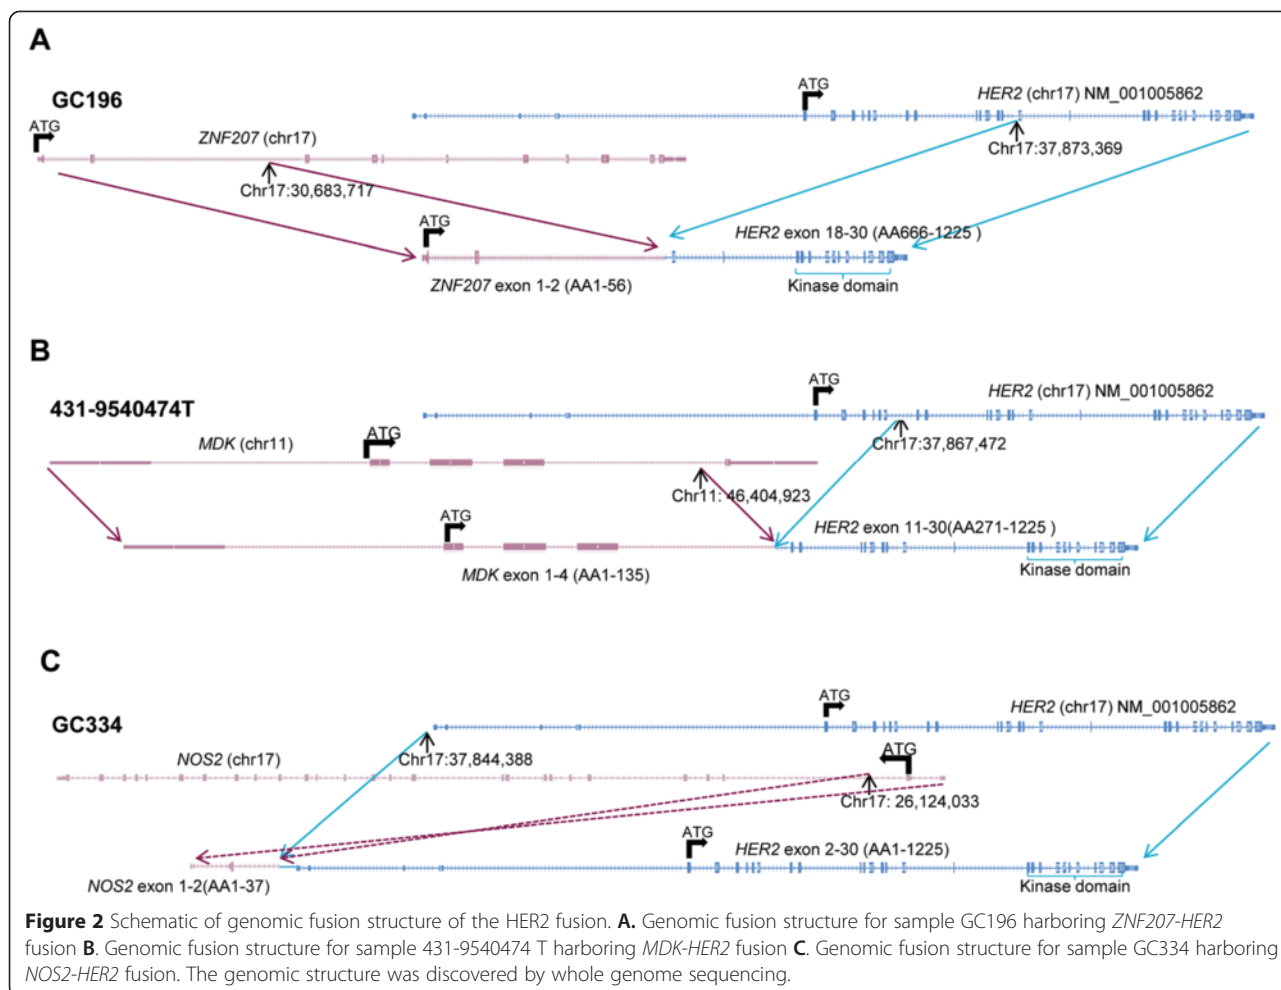 A
GC196
ATG
HER2 (chr17) NM_001005862
ATG
ZNF207 (chr17)
Chr17:37,873,369
Chr17:30,683,717
ATG
HER2 exon 18-30 (AA666-1225 )
ZNF207 exon 1-2 (AA1-56)
Kinase domain
B
431-9540474T
ATG
HER2 (chr17) NM_001005862
MDK (chr11)
ATG
Chr17:37,867,472
Chr11: 46,404,923
ATG
HER2 exon 11-30(AA271-1225 )
MDK exon 1-4 (AA1-135)
Kinase domain
C
GC334
ATG
HER2 (chr17) NM_001005862
NOS2 (chr17)
Chr17:37,844,388
ATG
Chr17: 26,124,033
ATG
HER2 exon 2-30 (AA1-1225)
NOS2 exon 1-2(AA1-37)
Kinase domain
Figure 2 Schematic of genomic fusion structure of the HER2 fusion. A. Genomic fusion structure for sample GC196 harboring ZNF207-HER2
fusion B. Genomic fusion structure for sample 431-9540474 T harboring MDK-HER2 fusion C. Genomic fusion structure for sample GC334 harboring
NOS2-HER2 fusion. The genomic structure was discovered by whole genome sequencing.